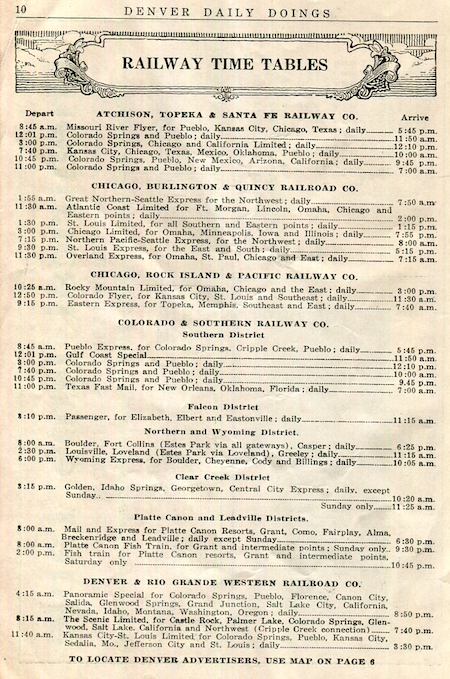 10 DENVER DAILY DOINGS
RAILWAY TIME TABLES
Depart ATCHISON, TOPEKA & SANTA FE RAILWAY CO. Arrive
8:45 a.m. Missouri River Flyer, for Pueblo, Kansas City, Chicago, Texas; daily 5:45 p.m.
12:01 p.m. Colorado Springs and Pueblo; daily 11:50 a.m.
3:00 p.m. Colorado Springs, Chicago and California Limited; daily 12:10 p.m.
7:40 p.m. Kansas City, Chicago, Texas, Mexico, Oklahoma, Pueblo; daily 10:00 a.m.
10:45 p.m. Colorado Springs, Pueblo, New Mexico, Arizona, California; daily 9:45 p.m.
11:00 p.m. Colorado Springs and Pueblo; daily 7:00 a.m.
CHICAGO, BURLINGTON & QUINCY RAILROAD CO.
1:55 a.m. Great Northern-Seattle Express for the Northwest; daily 7:50 a.m.
11:30 a.m. Atlantic Coast Limited for Ft. Morgan, Lincoln, Omaha, Chicago and
Eastern points; daily 2:00 p.m.
1:30 p.m. St. Louis Limited, for all Southern and Eastern points; daily 1:15 p.m.
3:00 p.m. Chicago Limited, for Omaha, Minneapolis, Iowa and Illinois; daily 7:55 p.m.
7:15 p.m. Northern Pacific-Seattle Express, for the Northwest; daily 8:00 a.m.
9:30 p.m. St. Louis Express, for the East and South; daily 5:15 p.m.
11:30 p.m. Overland Express, for Omaha, St. Paul, Chicago and East; daily 7:15 a.m.
CHICAGO, ROCK ISLAND & PACIFIC RAILWAY CO.
10:25 a.m. Rocky Mountain Limited, for Omaha, Chicago and the East; daily 3:00 p.m.
12:50 p.m. Colorado Flyer, for Kansas City, St. Louis and Southeast; daily 11:30 a.m.
9:15 p.m. Eastern Express, for Topeka, Memphis, Southeast and East; daily 7:40 a.m.
COLORADO & SOUTHERN RAILWAY CO.
Southern District
8:45 a.m. Pueblo Express, for Colorado Springs, Cripple Creek, Pueblo; daily 5:45 p.m.
12:01 p.m. Gulf Coast Special 11:50 a.m.
3:00 p.m. Colorado Springs and Pueblo; daily 12:10 p.m.
7:40 p.m. Colorado Springs and Pueblo; daily 10:00 a.m.
10:45 p.m. Colorado Springs and Pueblo; daily 9.45 p.m.
11:00 p.m. Texas Fast Mail, for New Orleans, Oklahoma, Florida; daily 7:00 a.m.
Falcon District
3:10 p.m. Passenger, for Elizabeth, Elbert and Eastonville; daily 11:15 a.m.
Northern and Wyoming District.
8:00 a.m. Boulder, Fort Collins (Estes Park via all gateways), Casper; daily 6:25 p.m.
2:30 p.m. Louisville, Loveland (Estes Park via Loveland), Greeley; daily 11:15 a.m.
6:00 p.m. Wyoming Express, for Boulder, Cheyenne, Cody and Billings; daily 10:05 a.m.
Clear Creek District
3:15 p.m. Golden, Idaho Springs, Georgetown, Central City Express; daily, except
Sunday 10:20 a.m.
Sunday only 11:25 a.m.
Platte Canon and Leadville Districts.
8:00 a.m. Mail and Express for Platte Canon Resorts, Grant, Como, Fairplay, Alma,
Breckenridge and Leadville; daily except Sunday 6:30 p.m.
8:00 a.m. Platte Canon Fish Train, for Grant and intermediate points; Sunday only 9:30 p.m.
2:00 p.m. Fish train for Platte Canon resorts, Grant and intermediate points,
Saturday only 10:45 p.m.
DENVER & RIO GRANDE WESTERN RAILROAD CO.
4:15 a.m. Panoramic Special for Colorado Springs, Pueblo, Florence, Canon City,
Salida, Glenwood Springs, Grand Junction, Salt Lake City, California,
Nevada, Idaho, Montana, Washington, Oregon; daily 8:50 p.m.
8:15 a.m. The Scenic Limited, for Castle Rock, Palmer Lake, Colorado Springs, Glen-
wood, Salt Lake, California and Northwest (Cripple Creek connection) 7:40 p.m.
11:40 a.m. Kansas City-St. Louis Limited for Colorado Springs, Pueblo, Kansas City,
Sedalia, Mo., Jefferson City and St. Louis; daily 3:30 p.m.
TO LOCATE DENVER ADVERTISERS, USE MAP ON PAGE 6